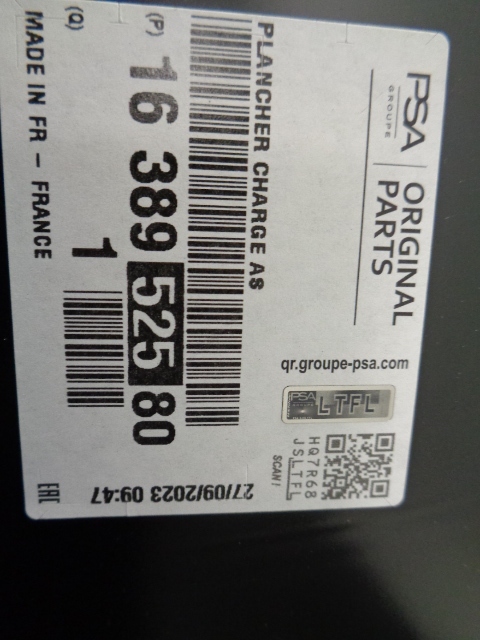 PSA
GROUPE
ORIGINAL
PARTS
qr.groupe-psa.com
PSA
LTFL
HQ7R68
JSLTFL
SCAN!
PLANCHER CHARGE AS
(P) 16 389 525 80
(Q) 1
MADE IN FR - FRANCE
27/09/2023 09:47
EAC